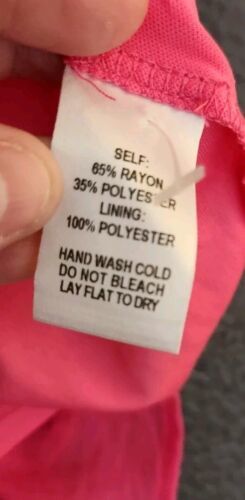 SELF:
65% RAYON
35% POLYESTER
LINING:
100% POLYESTER
HAND WASH COLD
DO NOT BLEACH
LAY FLAT TO DRY